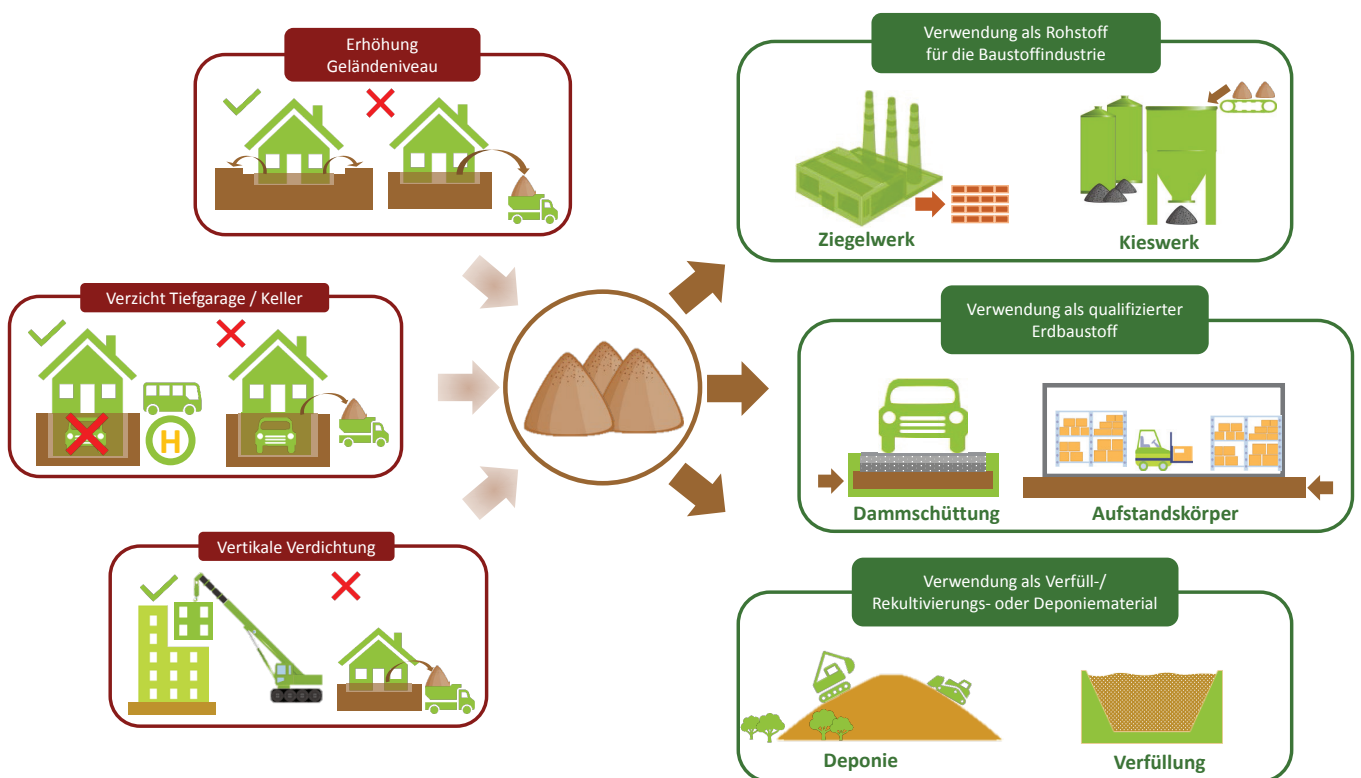 Erhöhung
Geländeniveau
Verzicht Tiefgarage / Keller
H
Vertikale Verdichtung
Verwendung als Rohstoff
für die Baustoffindustrie
Ziegelwerk
Kieswerk
Verwendung als qualifizierter
Erdbaustoff
Dammschüttung
Aufstandskörper
Verwendung als Verfüll-/
Rekultivierungs- oder Deponiematerial
Deponie
Verfüllung